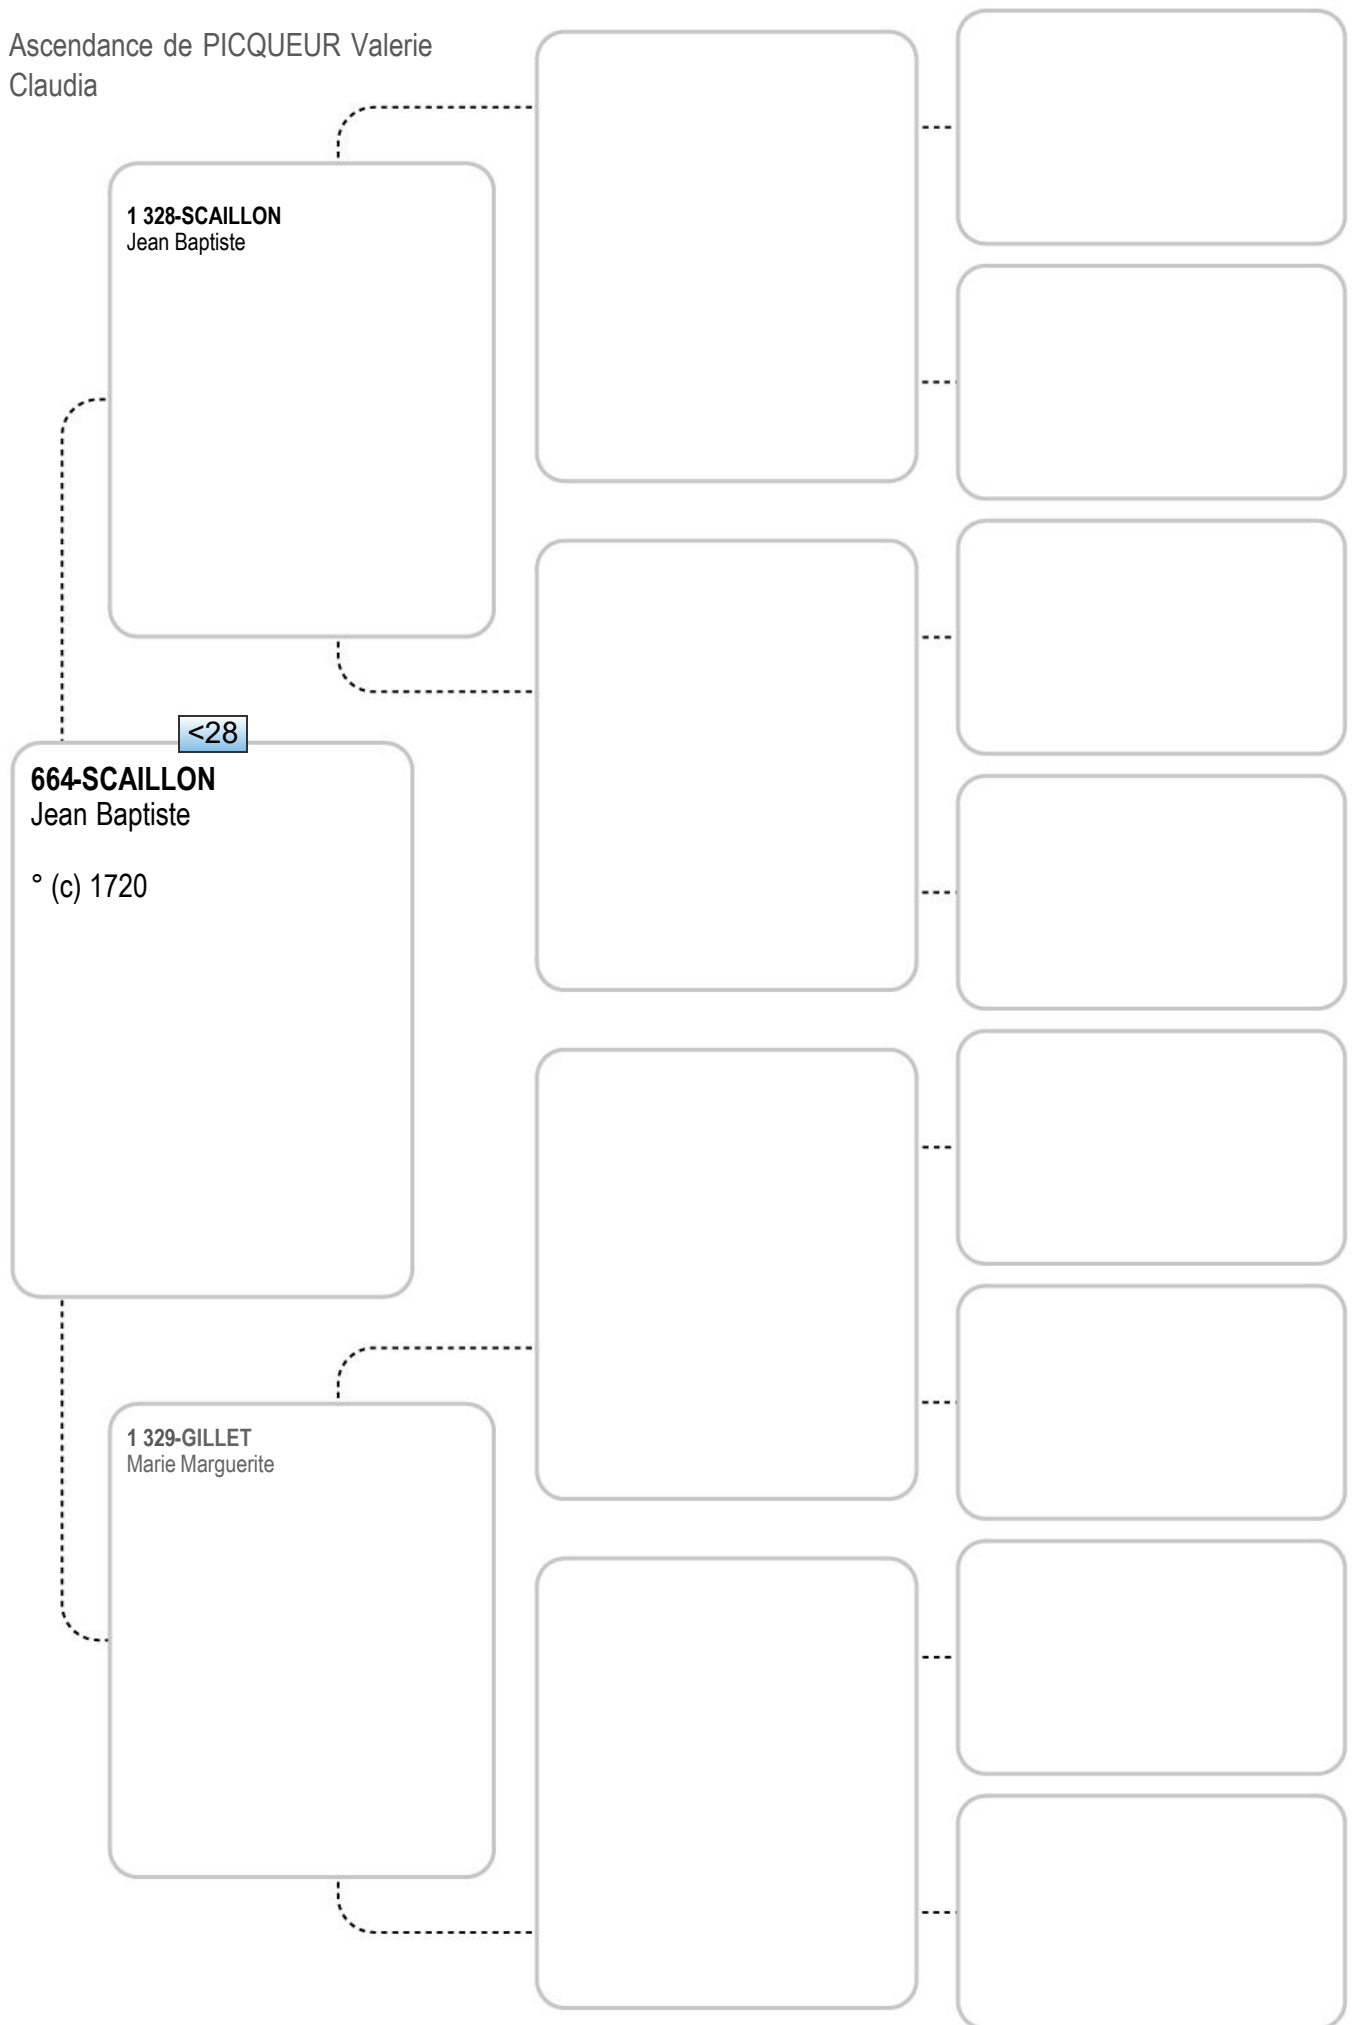 Ascendance de PICQUEUR Valerie
Claudia
1 328-SCAILLON
Jean Baptiste
<28
664-SCAILLON
Jean Baptiste
° (c) 1720
1 329-GILLET
Marie Marguerite